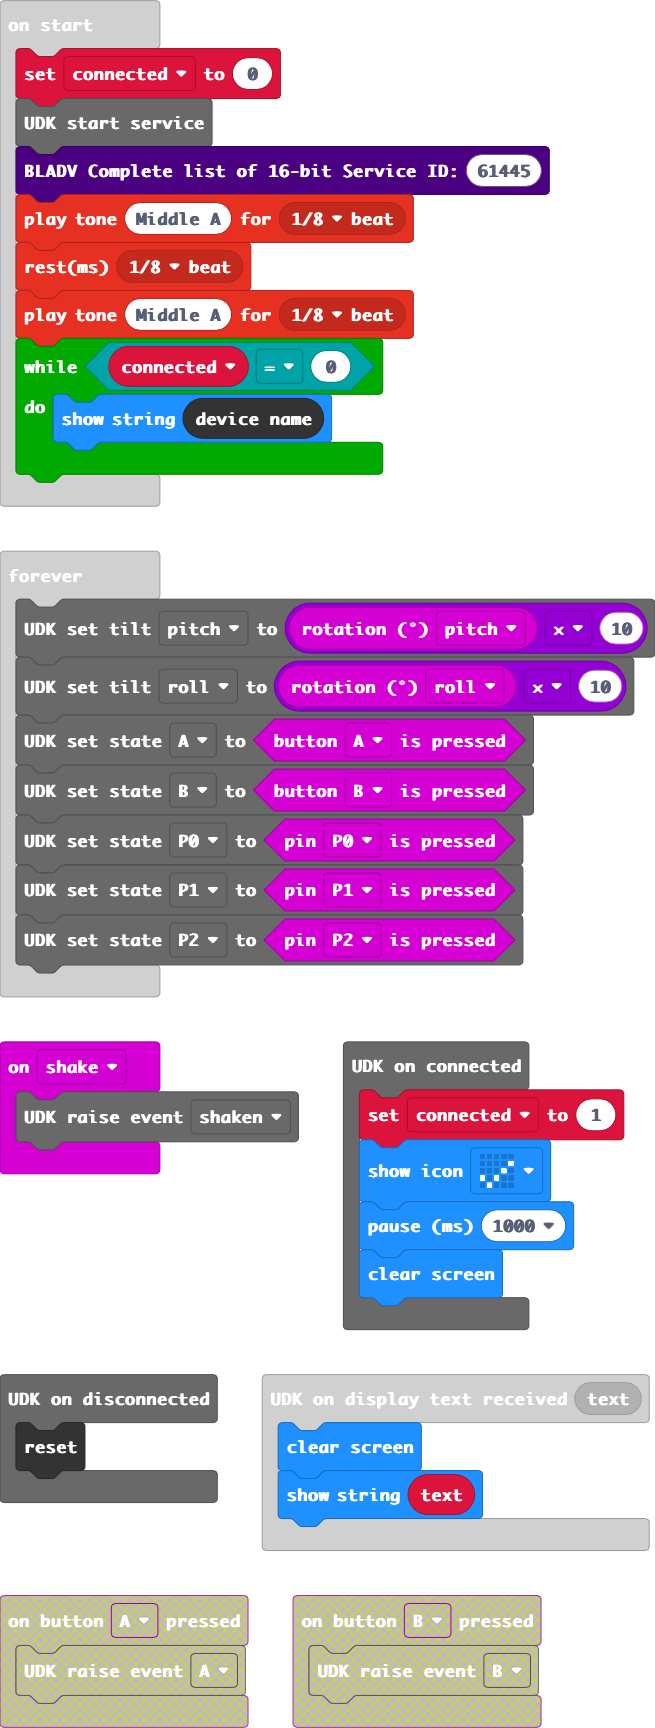 on start
set connected to 0
UDK start service
BLADV Complete list of 16-bit Service ID: 61445
play tone Middle A for 1/8 beat
rest(ms) 1/8 beat
play tone Middle A for 1/8 beat
while connected = 0
do show string device name
forever
UDK set tilt pitch to rotation (°) pitch x 10
UDK set tilt roll to rotation (°) roll x 10
UDK set state A to button A is pressed
UDK set state B to button B is pressed
UDK set state P0 to pin P0 is pressed
UDK set state P1 to pin P1 is pressed
UDK set state P2 to pin P2 is pressed
on shake
UDK raise event shaken
UDK on connected
set connected to 1
show icon
pause (ms) 1000
clear screen
UDK on disconnected
reset
UDK on display text received text
clear screen
show string text
on button A pressed
UDK raise event A
on button B pressed
UDK raise event B